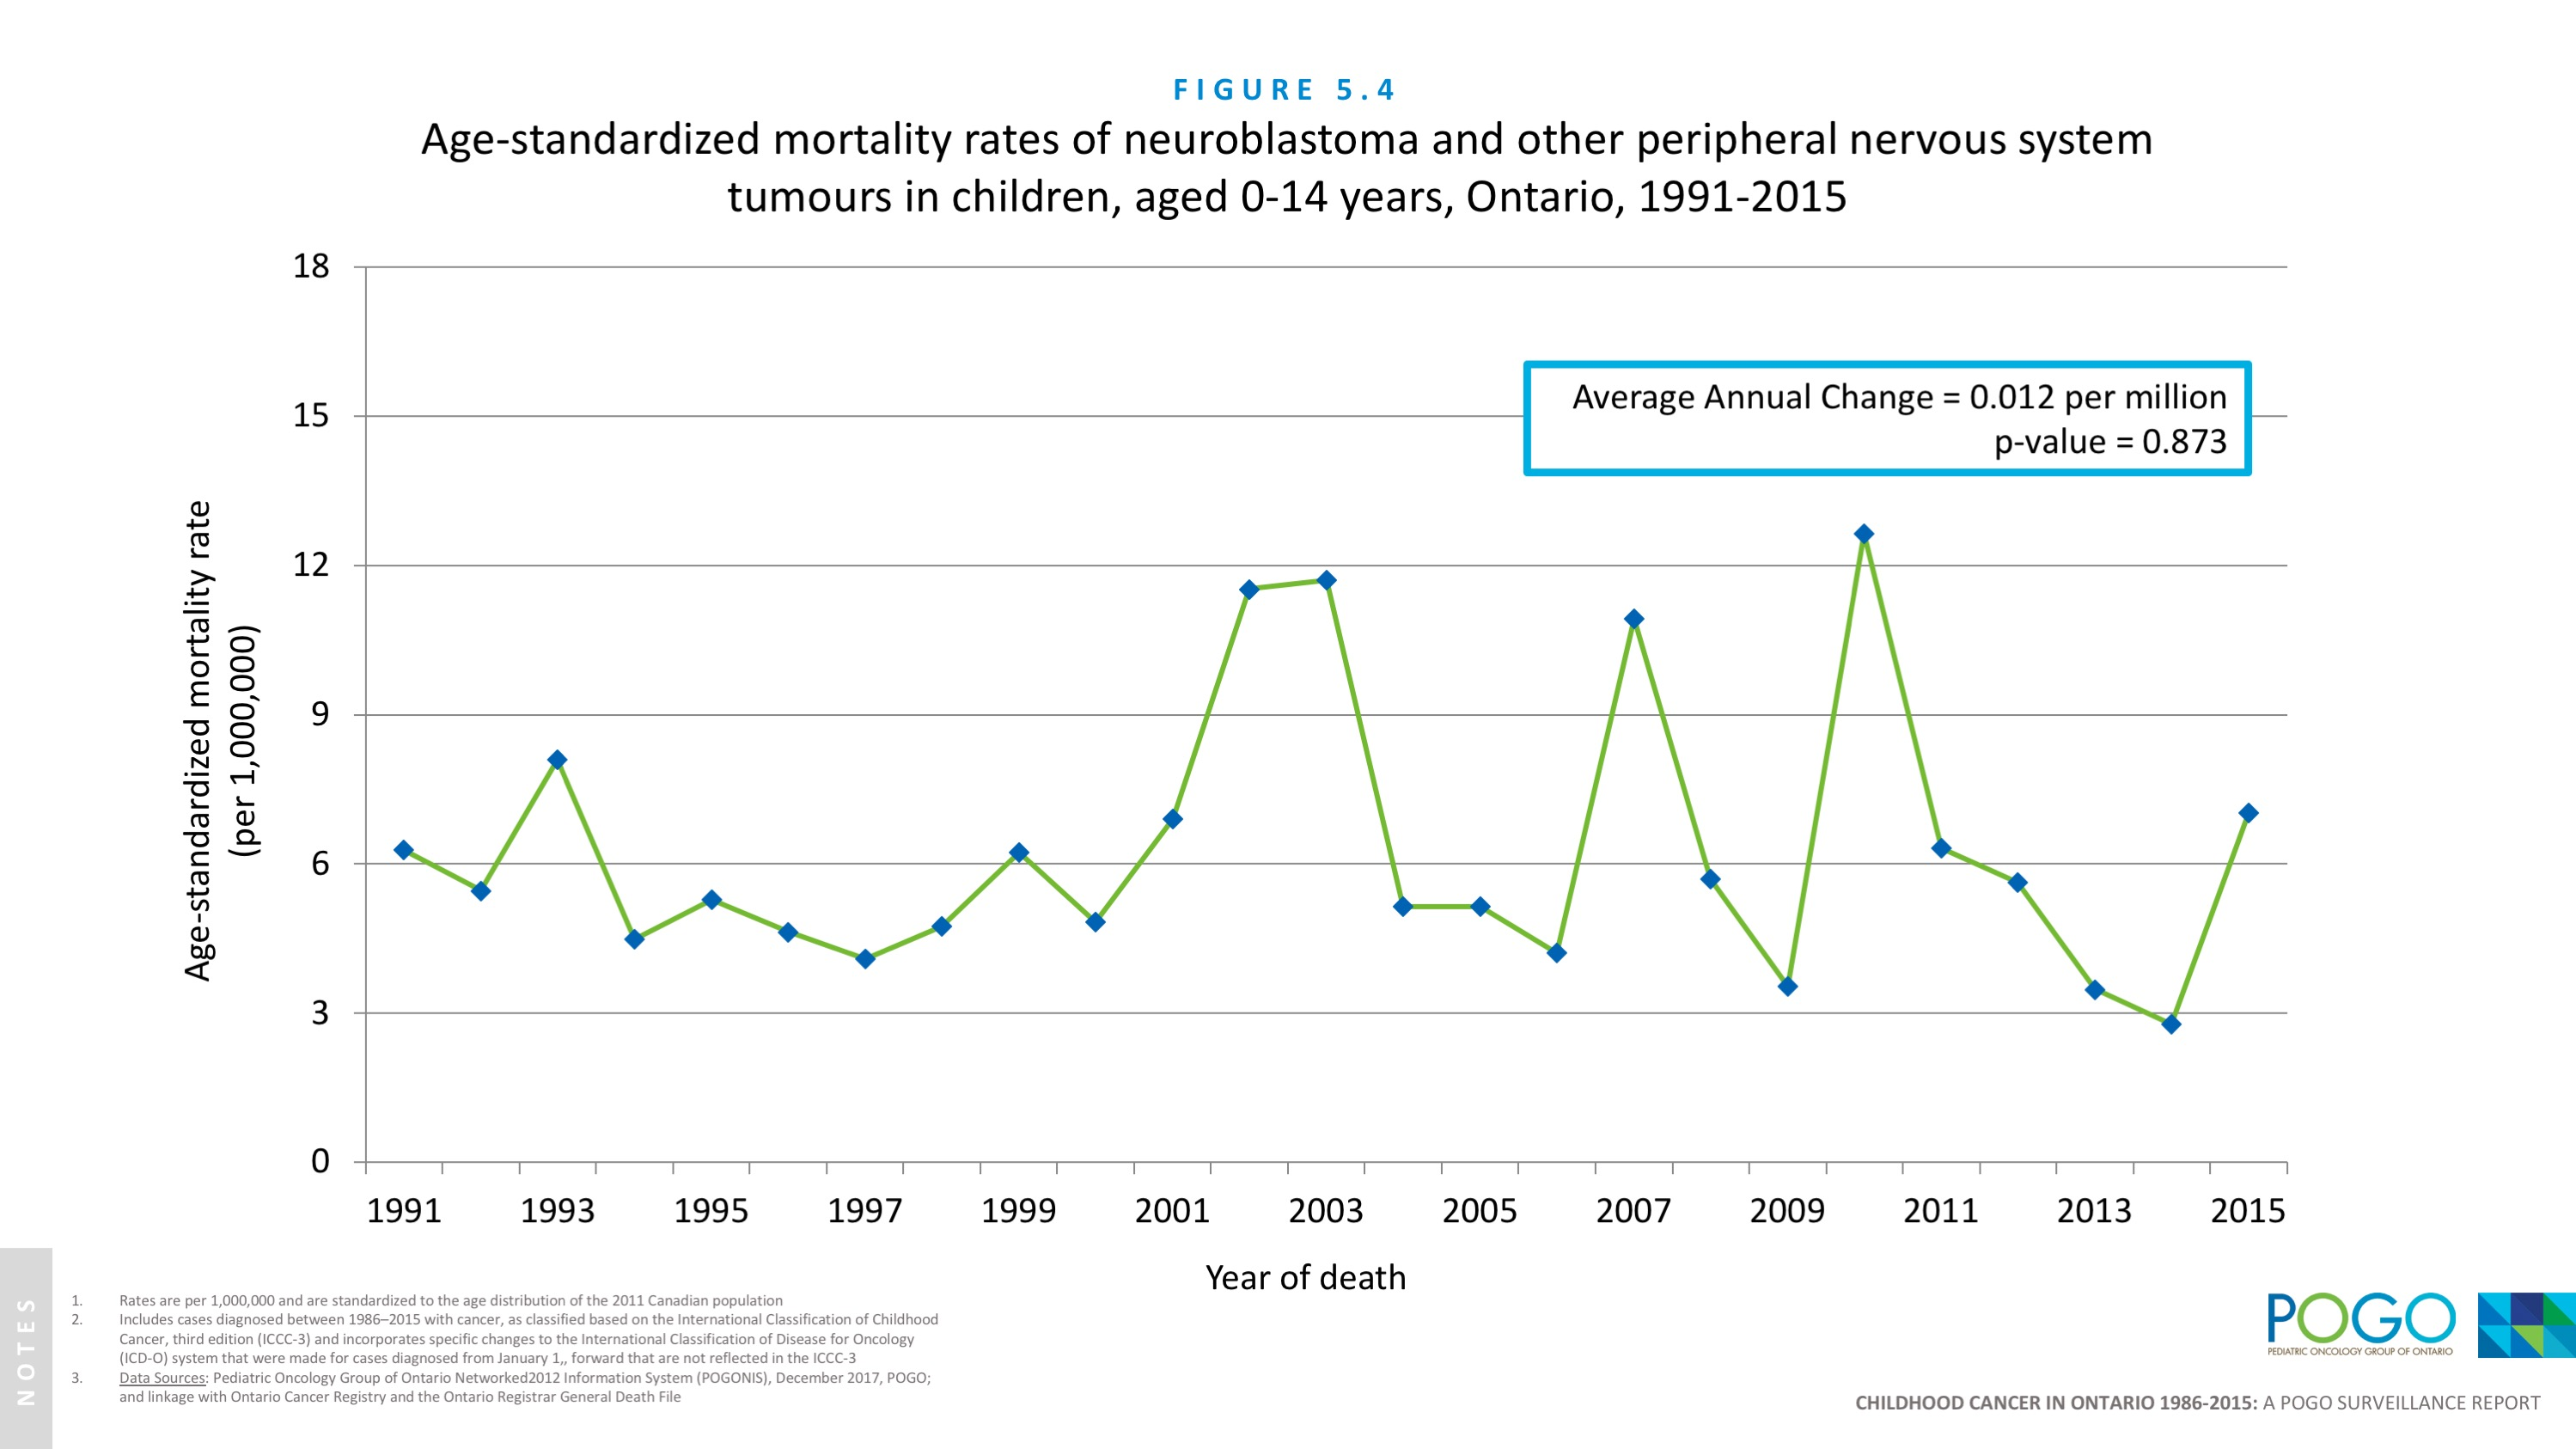 FIGURE 5.4
Age-standardized mortality rates of neuroblastoma and other peripheral nervous system
tumours in children, aged 0-14 years, Ontario, 1991-2015
18
15
12
9
6
3
0
Age-standardized mortality rate
(per 1,000,000)
Average Annual Change = 0.012 per million
p-value = 0.873
1991
1993
1995
1997
1999
2001
2003
2005
2007
2009
2011
2013
2015
Year of death
NOTES
1. Rates are per 1,000,000 and are standardized to the age distribution of the 2011 Canadian population
2. Includes cases diagnosed between 1986–2015 with cancer, as classified based on the International Classification of Childhood
Cancer, third edition (ICCC-3) and incorporates specific changes to the International Classification of Disease for Oncology
(ICD-O) system that were made for cases diagnosed from January 1,, forward that are not reflected in the ICCC-3
3. Data Sources: Pediatric Oncology Group of Ontario Networked2012 Information System (POGONIS), December 2017, POGO;
and linkage with Ontario Cancer Registry and the Ontario Registrar General Death File
POGO
PEDIATRIC ONCOLOGY GROUP OF ONTARIO
CHILDHOOD CANCER IN ONTARIO 1986-2015: A POGO SURVEILLANCE REPORT